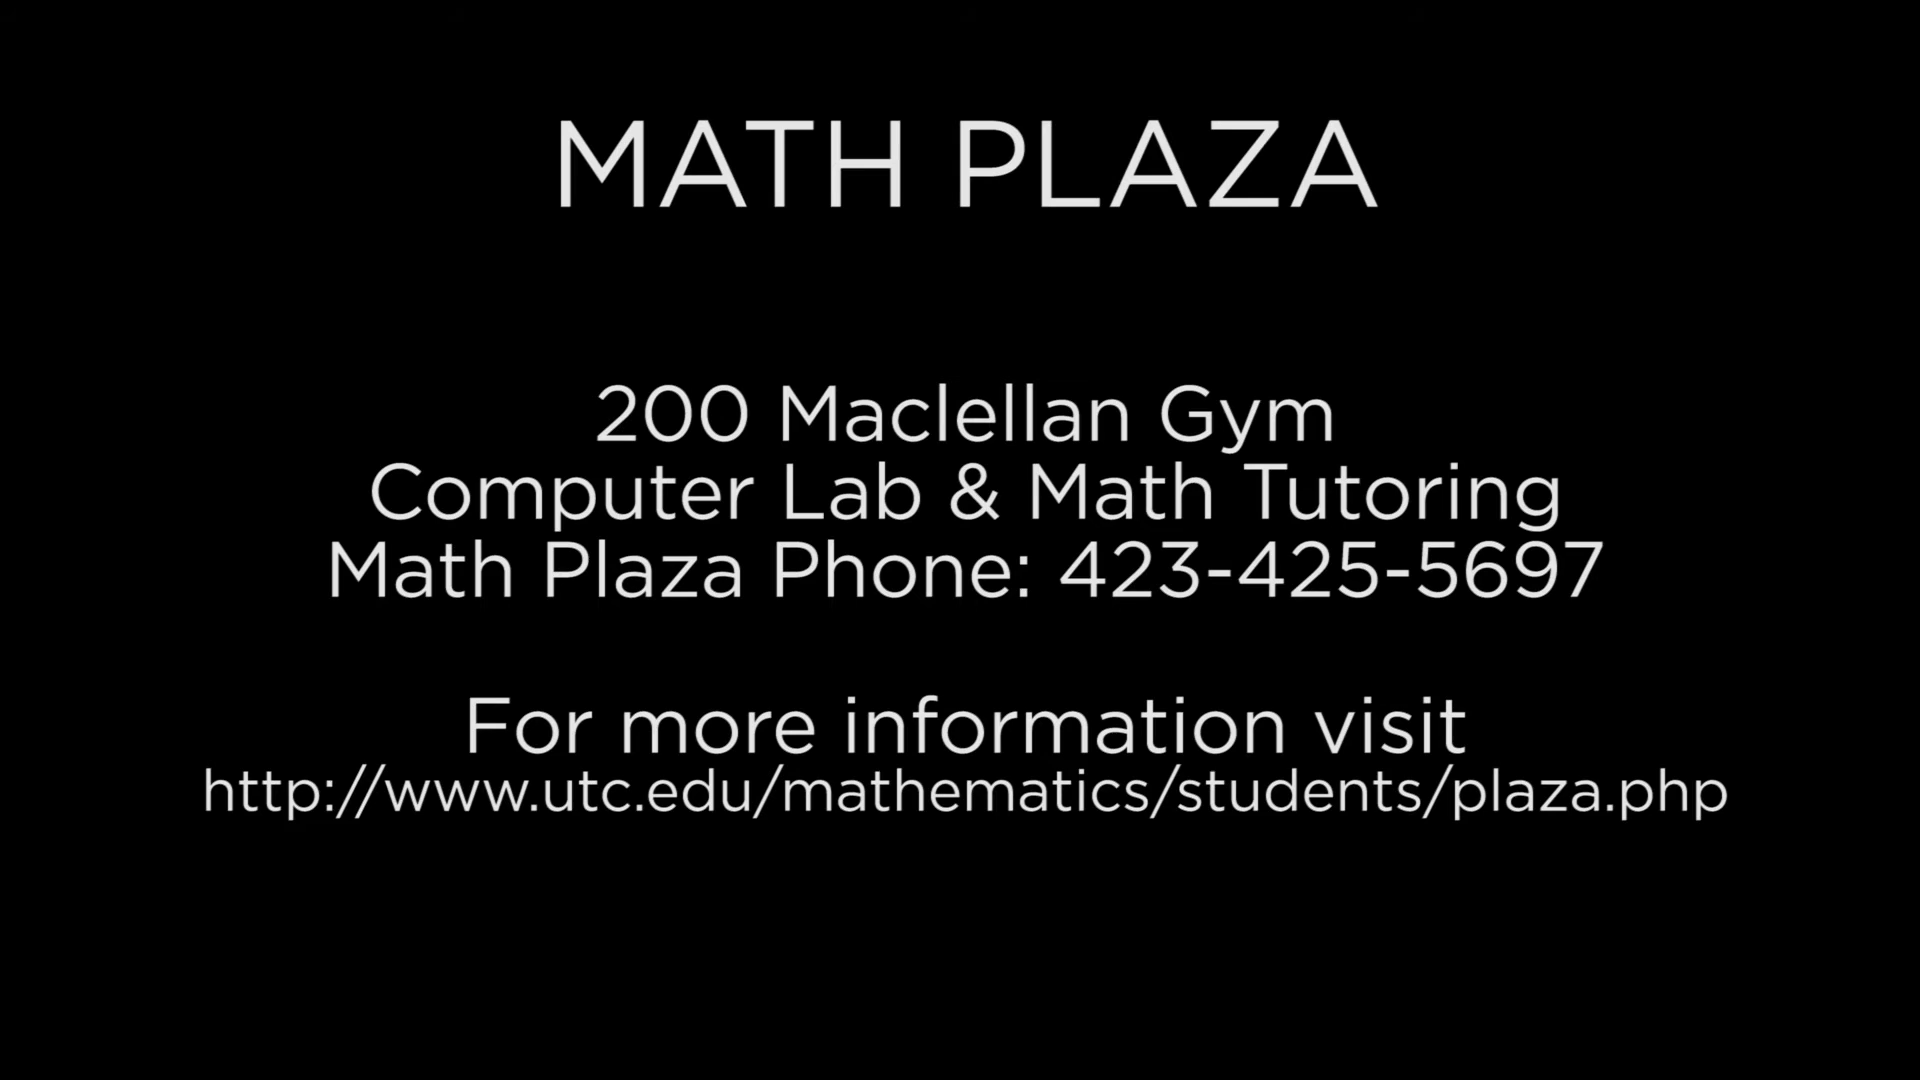 MATH PLAZA
200 Maclellan Gym
Computer Lab & Math Tutoring
Math Plaza Phone: 423-425-5697
For more information visit
http://www.utc.edu/mathematics/students/plaza.php